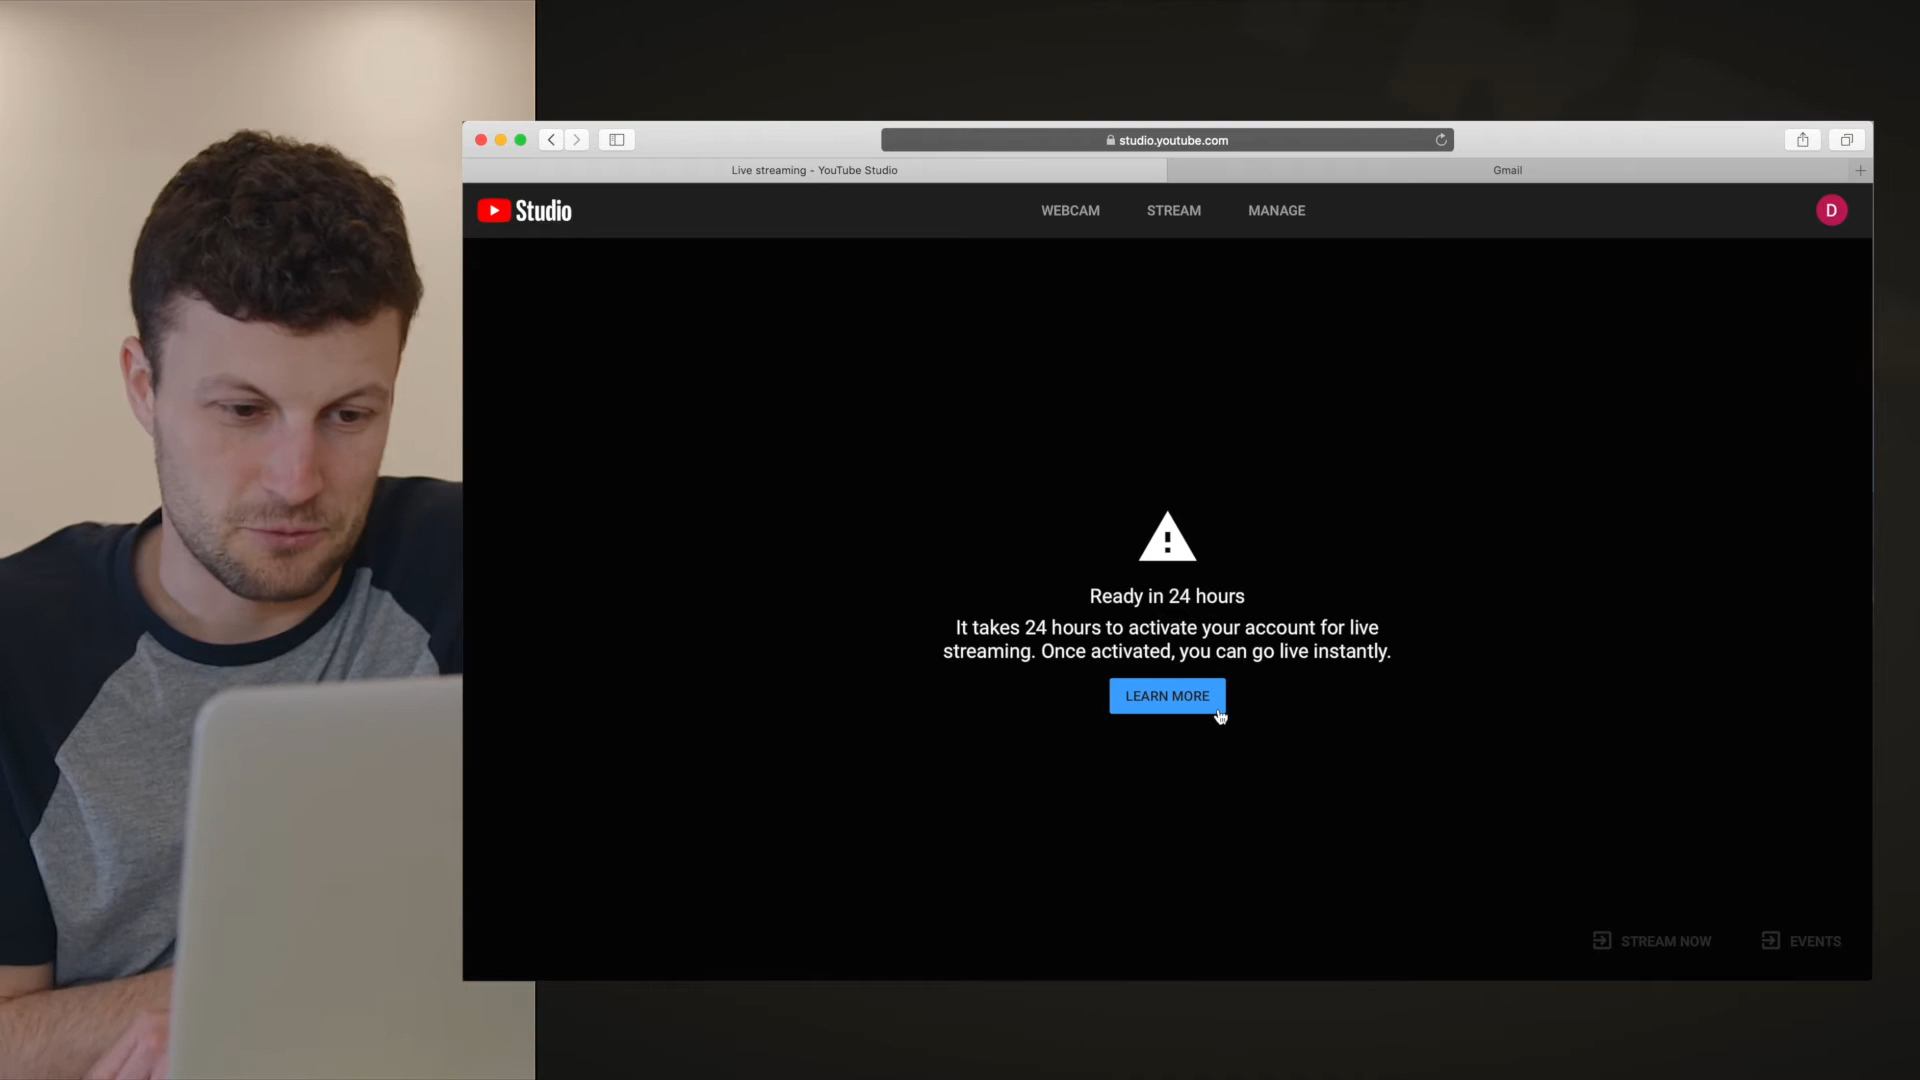 studio.youtube.com
Live streaming - YouTube Studio
Gmail
Studio
WEBCAM
STREAM
MANAGE
D
Ready in 24 hours
It takes 24 hours to activate your account for live
streaming. Once activated, you can go live instantly.
LEARN MORE
STREAM NOW
EVENTS